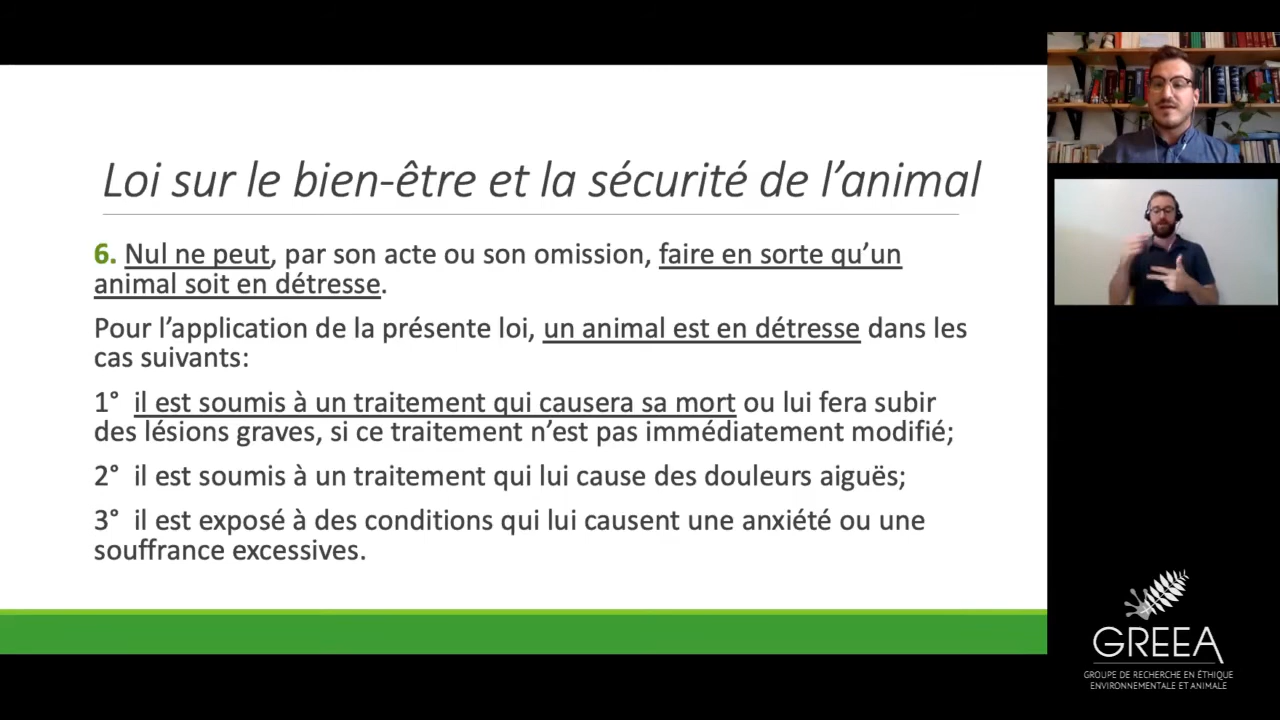 Loi sur le bien-être et la sécurité de l’animal
6. Nul ne peut, par son acte ou son omission, faire en sorte qu’un
animal soit en détresse.
Pour l’application de la présente loi, un animal est en détresse dans les
cas suivants:
1° il est soumis à un traitement qui causera sa mort ou lui fera subir
des lésions graves, si ce traitement n’est pas immédiatement modifié;
2° il est soumis à un traitement qui lui cause des douleurs aiguës;
3° il est exposé à des conditions qui lui causent une anxiété ou une
souffrance excessives.
GREEA
GROUPE DE RECHERCHE EN ÉTHIQUE
ENVIRONNEMENTALE ET ANIMALE